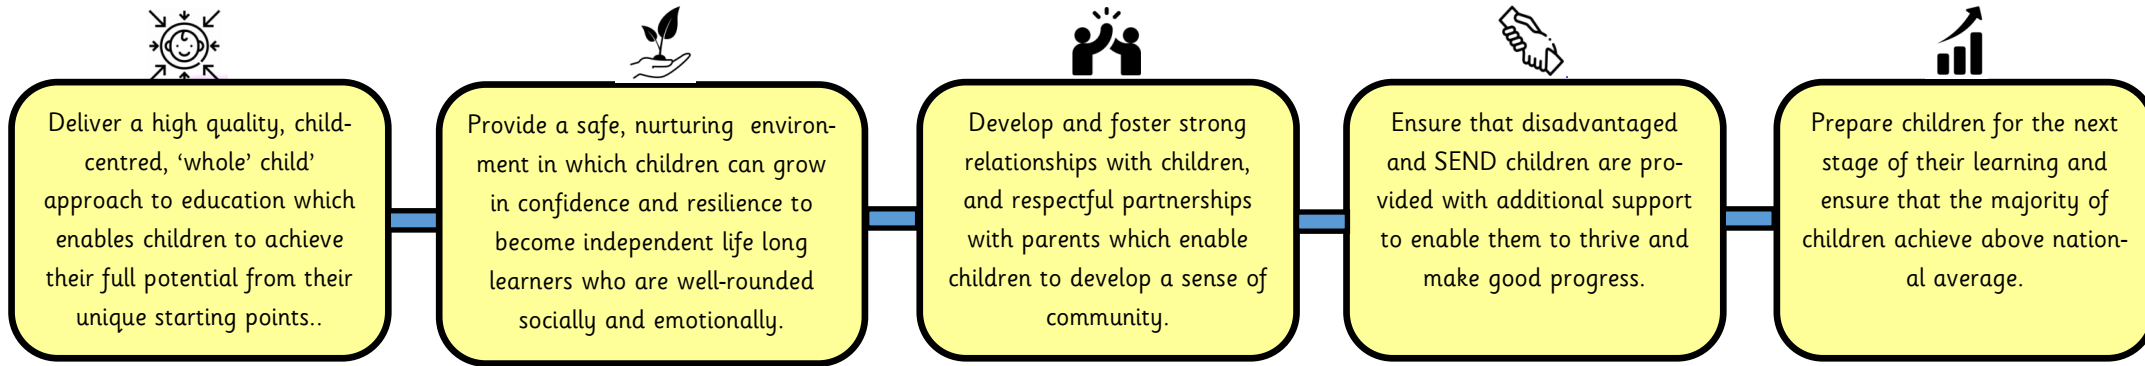 Deliver a high quality, child-
centred, ‘whole’ child’
approach to education which
enables children to achieve
their full potential from their
unique starting points..
Provide a safe, nurturing  environ-
ment in which children can grow
in confidence and resilience to
become independent life long
learners who are well-rounded
socially and emotionally.
Develop and foster strong
relationships with children,
and respectful partnerships
with parents which enable
children to develop a sense of
community.
Ensure that disadvantaged
and SEND children are pro-
vided with additional support
to enable them to thrive and
make good progress.
Prepare children for the next
stage of their learning and
ensure that the majority of
children achieve above nation-
al average.